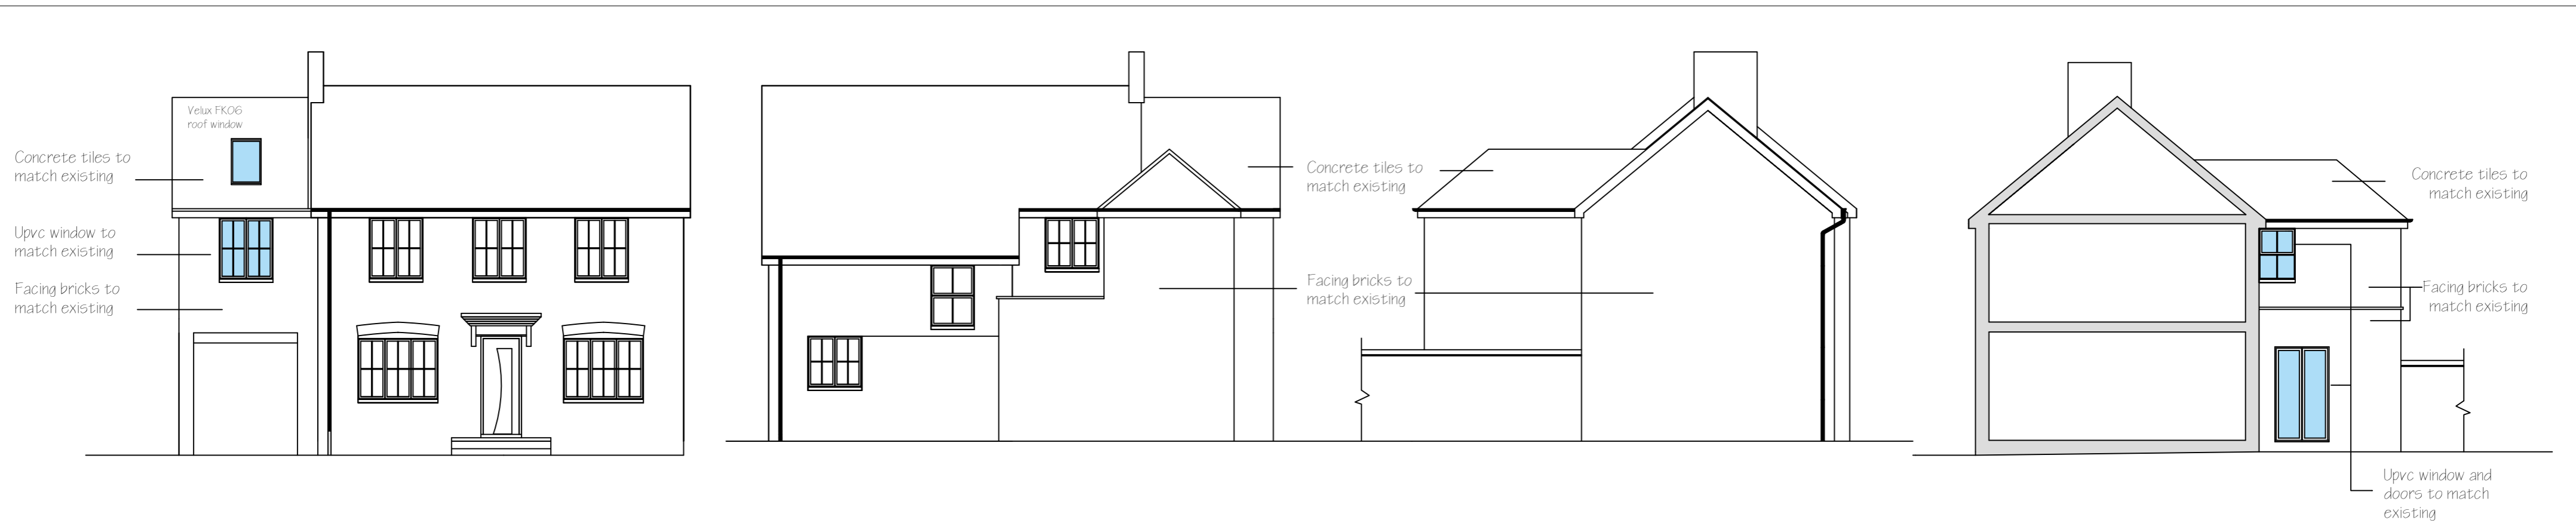 Velux FK06
roof window
Concrete tiles to
match existing
Upvc window to
match existing
Facing bricks to
match existing
Concrete tiles to
match existing
Facing bricks to
match existing
Concrete tiles to
match existing
Facing bricks to
match existing
Upvc window and
doors to match
existing